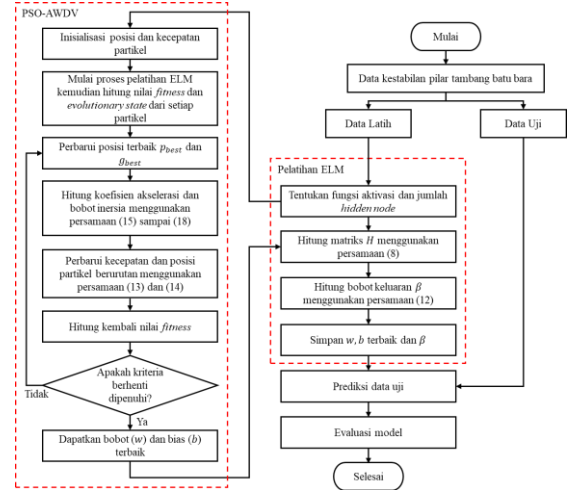 PSO-AWDV
Inisialisasi posisi dan kecepatan
partikel
Mulai proses pelatihan ELM
kemudian hitung nilai fitness dan
evolutionary state dari setiap
partikel
Perbarui posisi terbaik p_best dan
g_best
Hitung koefisien akselerasi dan
bobot inersia menggunakan
persamaan (15) sampai (18)
Perbarui kecepatan dan posisi
partikel berurutan menggunakan
persamaan (13) dan (14)
Hitung kembali nilai fitness
Apakah kriteria
berhenti
dipenuhi?
Tidak
Ya
Dapatkan bobot (w) dan bias (b)
terbaik
Mulai
Data kestabilan pilar tambang batu bara
Data Latih
Data Uji
Pelatihan ELM
Tentukan fungsi aktivasi dan jumlah
hidden node
Hitung matriks H menggunakan
persamaan (8)
Hitung bobot keluaran β
menggunakan persamaan (12)
Simpan w, b terbaik dan β
Prediksi data uji
Evaluasi model
Selesai